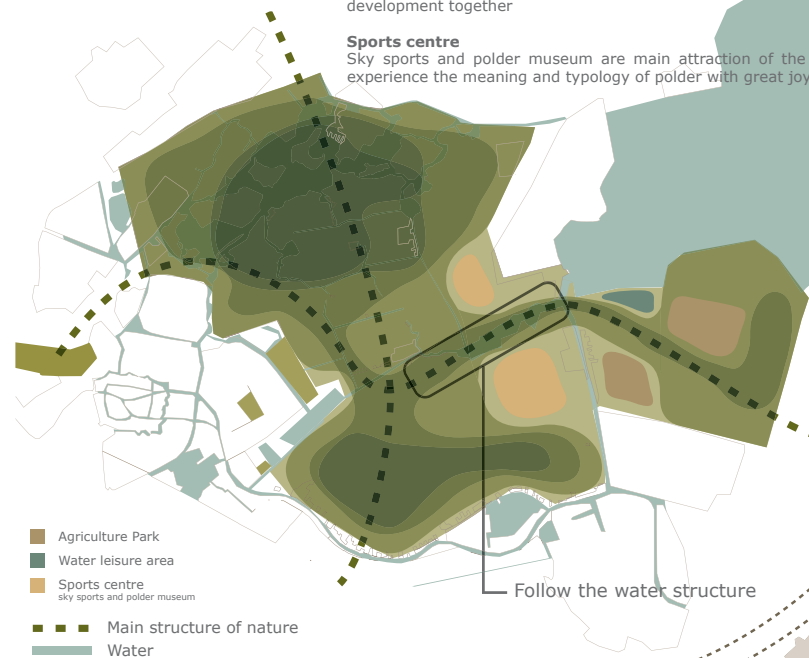 development together
Sports centre
Sky sports and polder museum are main attraction of the
experience the meaning and typology of polder with great joy
Agriculture Park
Water leisure area
Sports centre
sky sports and polder museum
Follow the water structure
Main structure of nature
Water